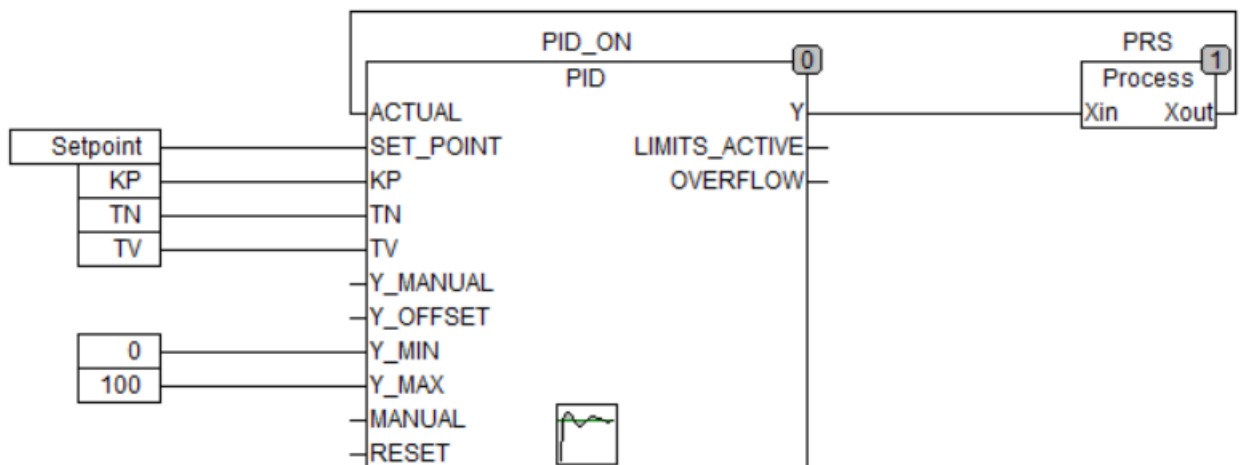 PID_ON PRS
0 1
PID Process
ACTUAL Y Xin Xout
Setpoint SET_POINT LIMITS_ACTIVE
KP KP OVERFLOW
TN TN
TV TV
Y_MANUAL
Y_OFFSET
0 Y_MIN
100 Y_MAX
MANUAL
RESET